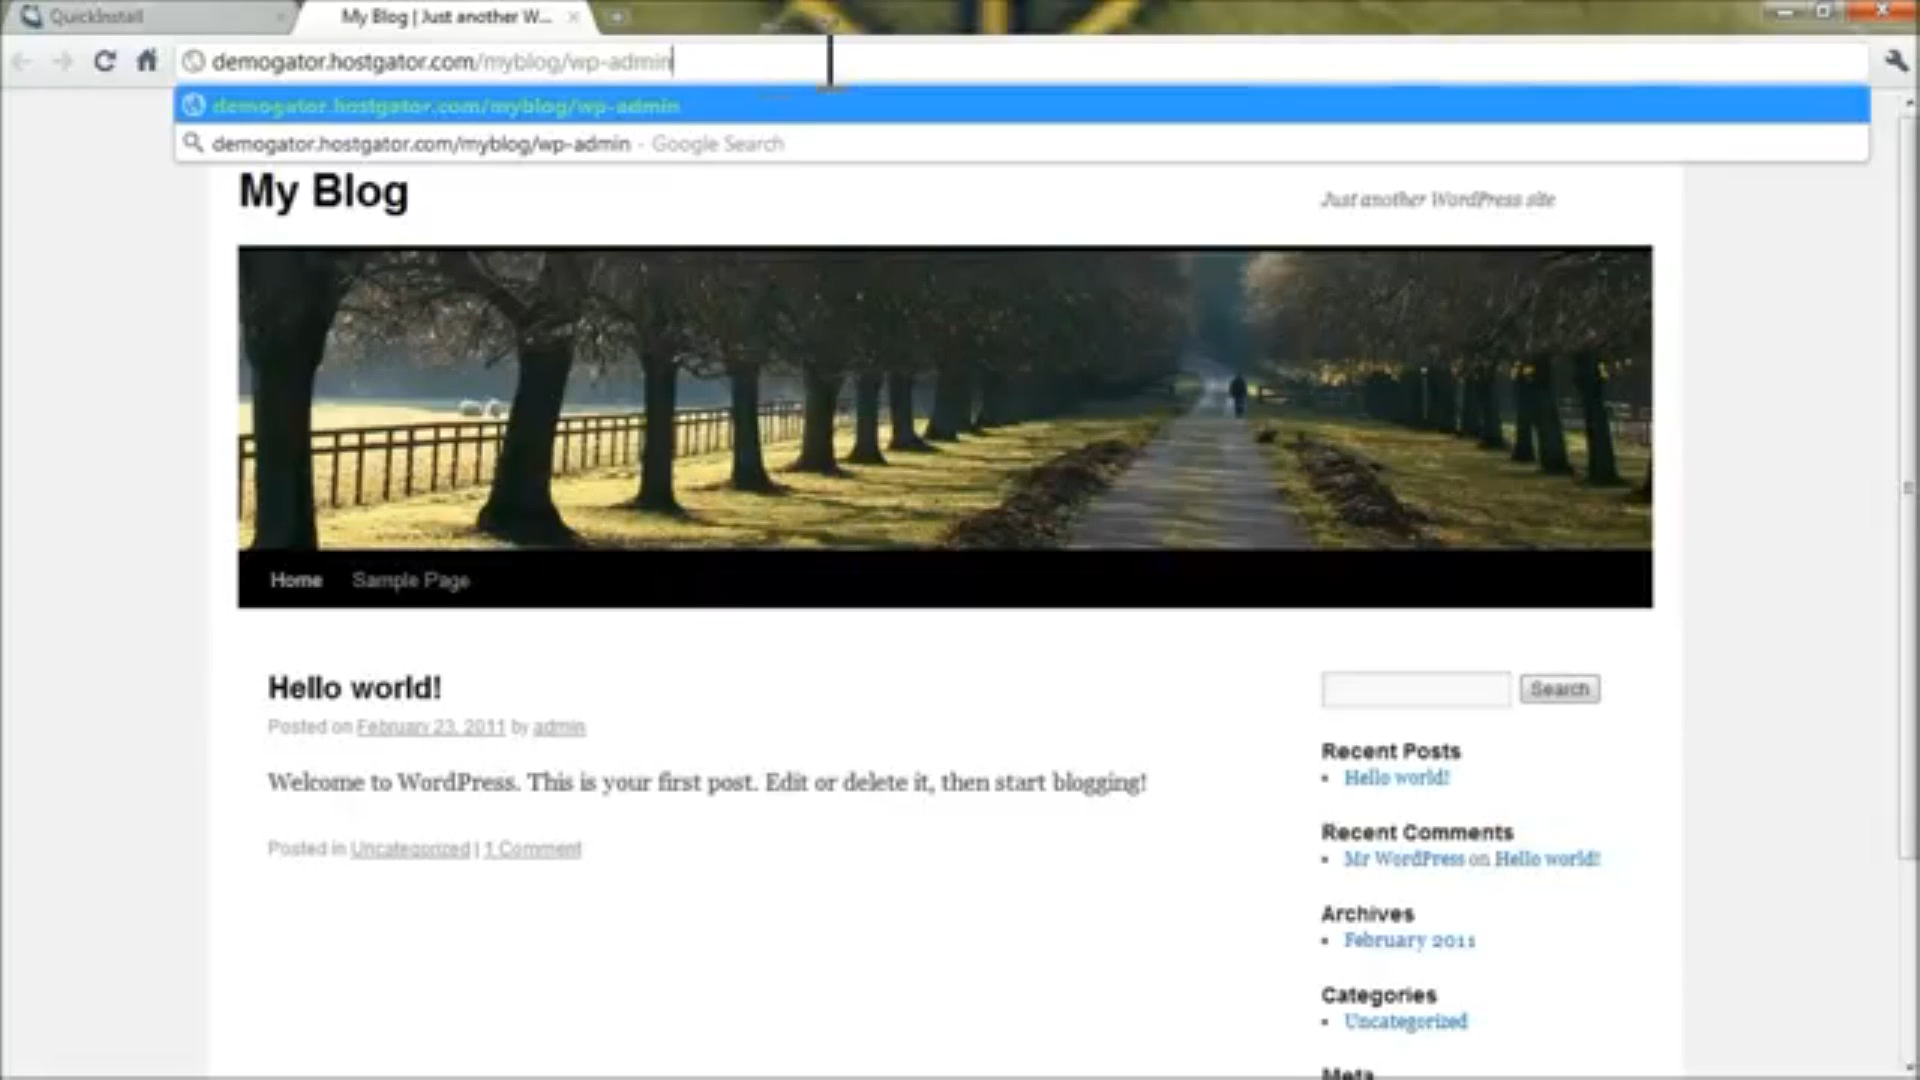 QuickInstall
My Blog | Just another W...
demogator.hostgator.com/myblog/wp-admin
demogator.hostgator.com/myblog/wp-admin
demogator.hostgator.com/myblog/wp-admin - Google Search
My Blog
Just another WordPress site
Home Sample Page
Hello world!
Posted on February 23, 2011 by admin
Welcome to WordPress. This is your first post. Edit or delete it, then start blogging!
Posted in Uncategorized | 1 Comment
Search
Recent Posts
Hello world!
Recent Comments
Mr WordPress on Hello world!
Archives
February 2011
Categories
Uncategorized
Meta